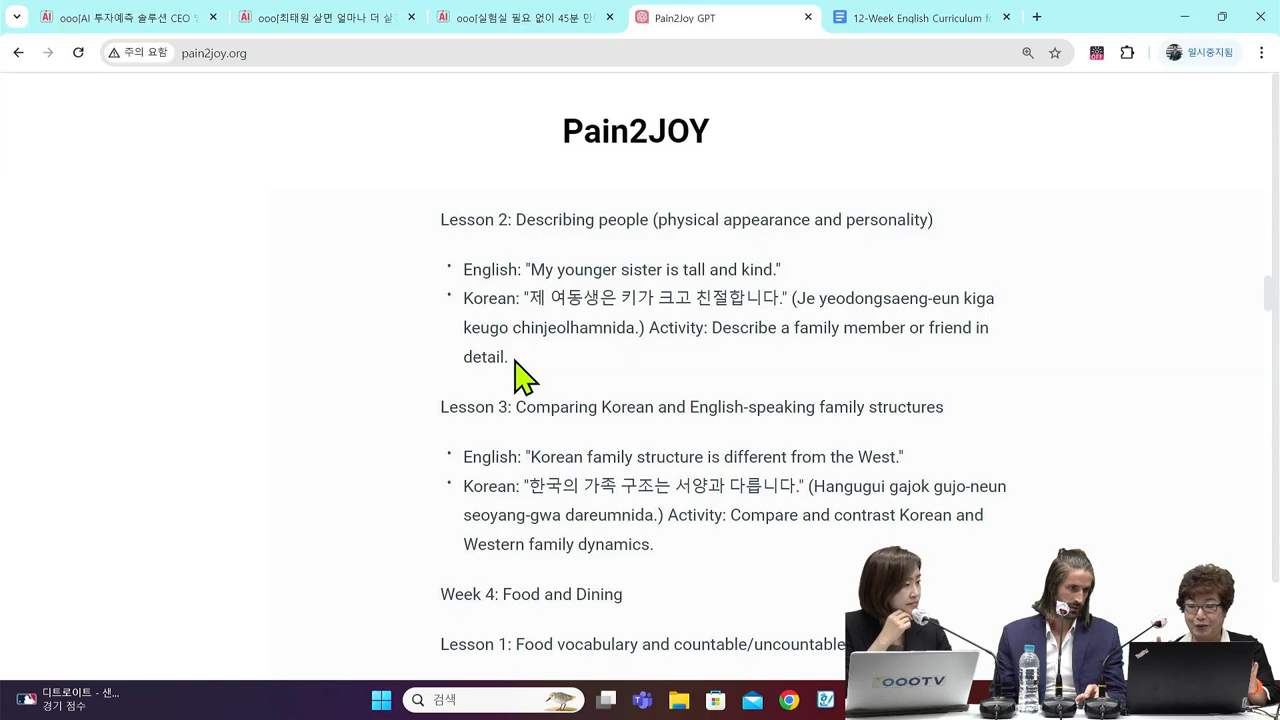 ooo[AI 투자예측 솔루션 CEO
ooo[최태원 살면 얼마나 더 살
ooo[실험실 필요 없이 45분 만
Pain2Joy GPT
12-Week English Curriculum fo
주의 요함
pain2joy.org
OFF
일시중지됨
Pain2JOY
Lesson 2: Describing people (physical appearance and personality)
English: "My younger sister is tall and kind."
Korean: "제 여동생은 키가 크고 친절합니다." (Je yeodongsaeng-eun kiga
keugo chinjeolhamnida.) Activity: Describe a family member or friend in
detail.
Lesson 3: Comparing Korean and English-speaking family structures
English: "Korean family structure is different from the West."
Korean: "한국의 가족 구조는 서양과 다릅니다." (Hangugui gajok gujo-neun
seoyang-gwa dareumnida.) Activity: Compare and contrast Korean and
Western family dynamics.
Week 4: Food and Dining
Lesson 1: Food vocabulary and countable/uncountable
OOOTV
ThinkPad
디트로이트 - 샌...
경기 점수
검색